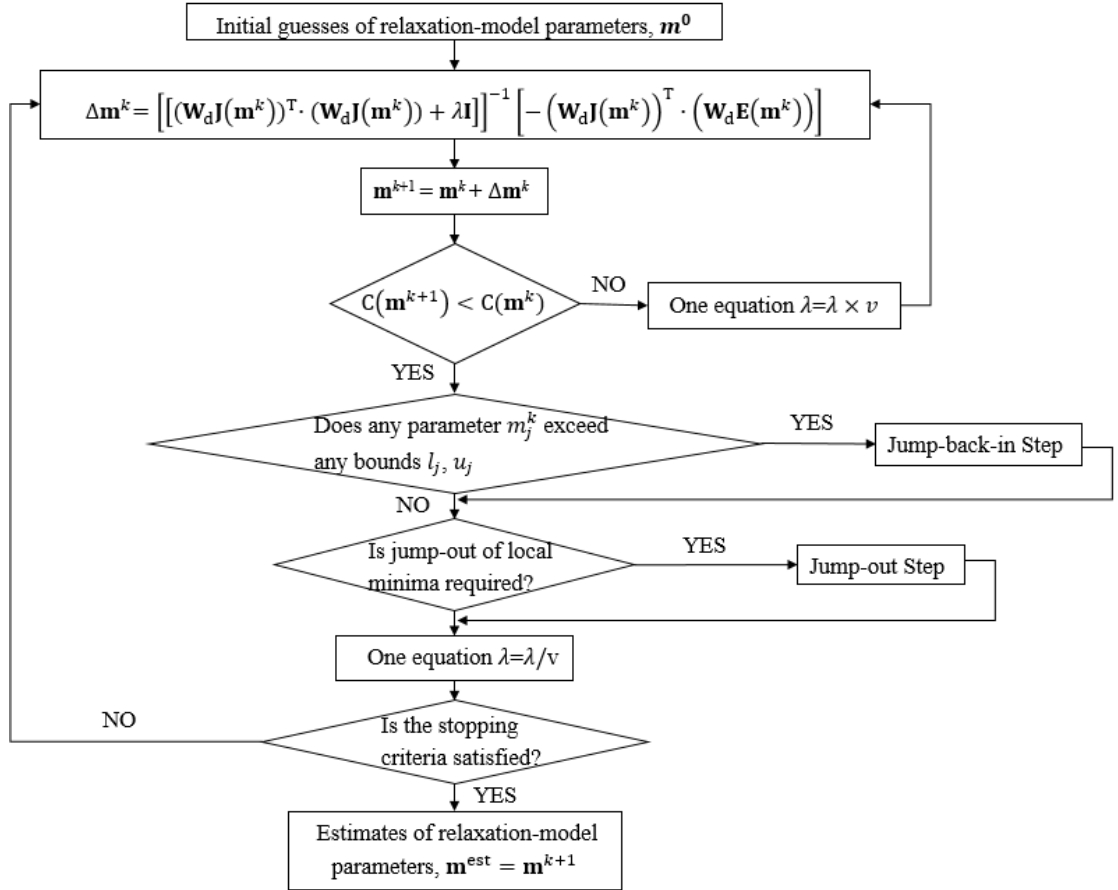 Initial guesses of relaxation-model parameters, m⁰
Δmᵏ = [[(W_d J(mᵏ))ᵀ · (W_d J(mᵏ)) + λI]]⁻¹ [−(W_d J(mᵏ))ᵀ · (W_d E(mᵏ))]
mᵏ⁺¹ = mᵏ + Δmᵏ
C(mᵏ⁺¹) < C(mᵏ)
NO
One equation λ=λ × v
YES
Does any parameter m_jᵏ exceed
any bounds l_j, u_j
YES
Jump-back-in Step
NO
Is jump-out of local
minima required?
YES
Jump-out Step
One equation λ=λ/v
NO
Is the stopping
criteria satisfied?
YES
Estimates of relaxation-model
parameters, mᵉˢᵗ = mᵏ⁺¹